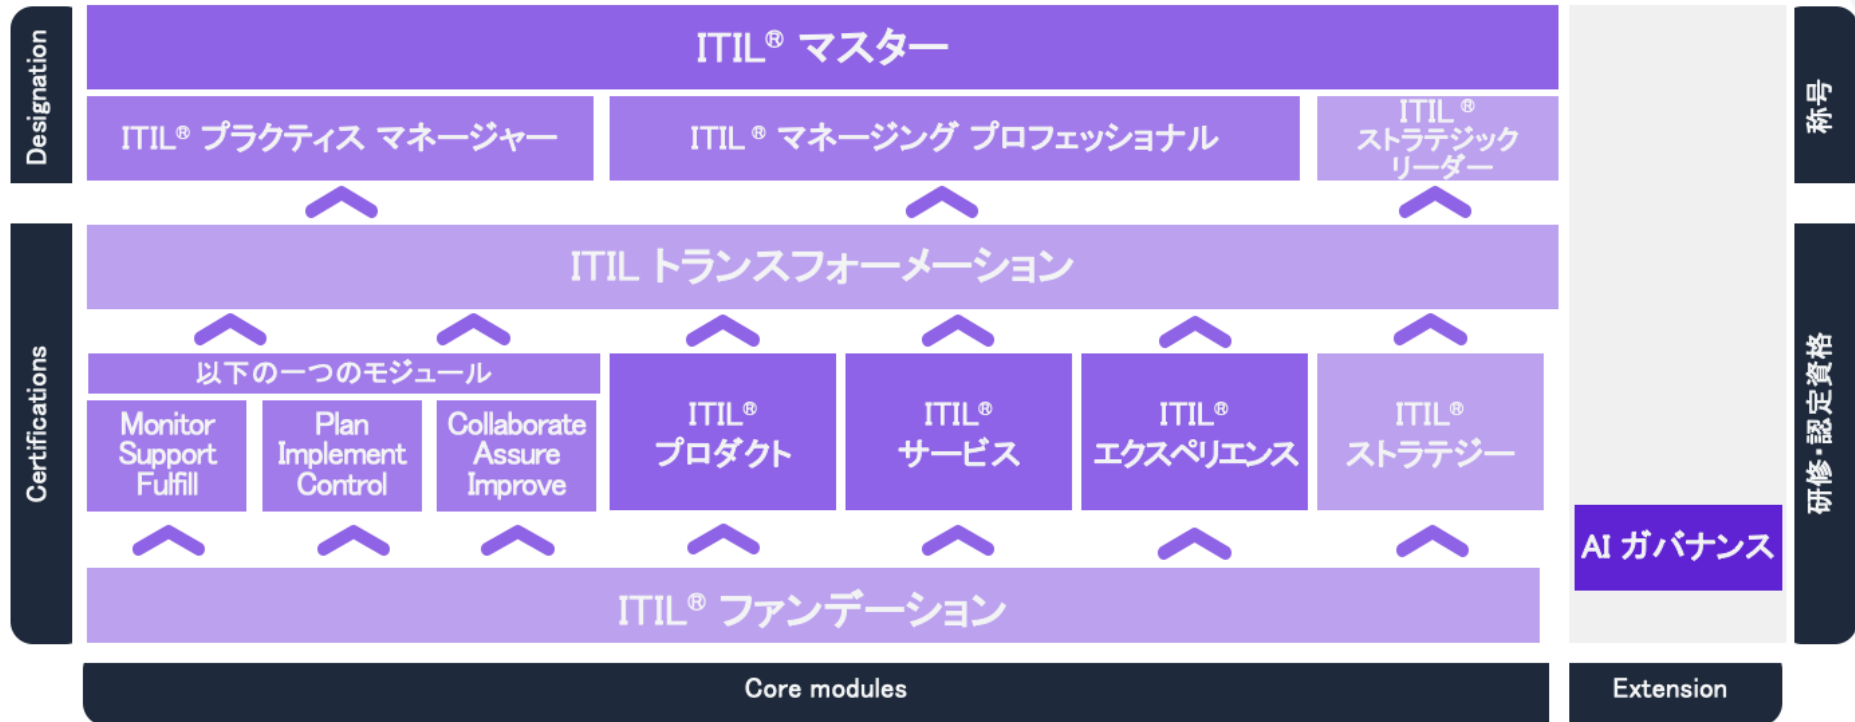 Designation
ITIL® マスター
ITIL® プラクティス マネージャー
ITIL® マネージング プロフェッショナル
ITIL®
ストラテジック
リーダー
称号
Certifications
ITIL トランスフォーメーション
以下の一つのモジュール
Monitor
Support
Fulfill
Plan
Implement
Control
Collaborate
Assure
Improve
ITIL®
プロダクト
ITIL®
サービス
ITIL®
エクスペリエンス
ITIL®
ストラテジー
ITIL® ファンデーション
AI ガバナンス
研修・認定資格
Core modules
Extension